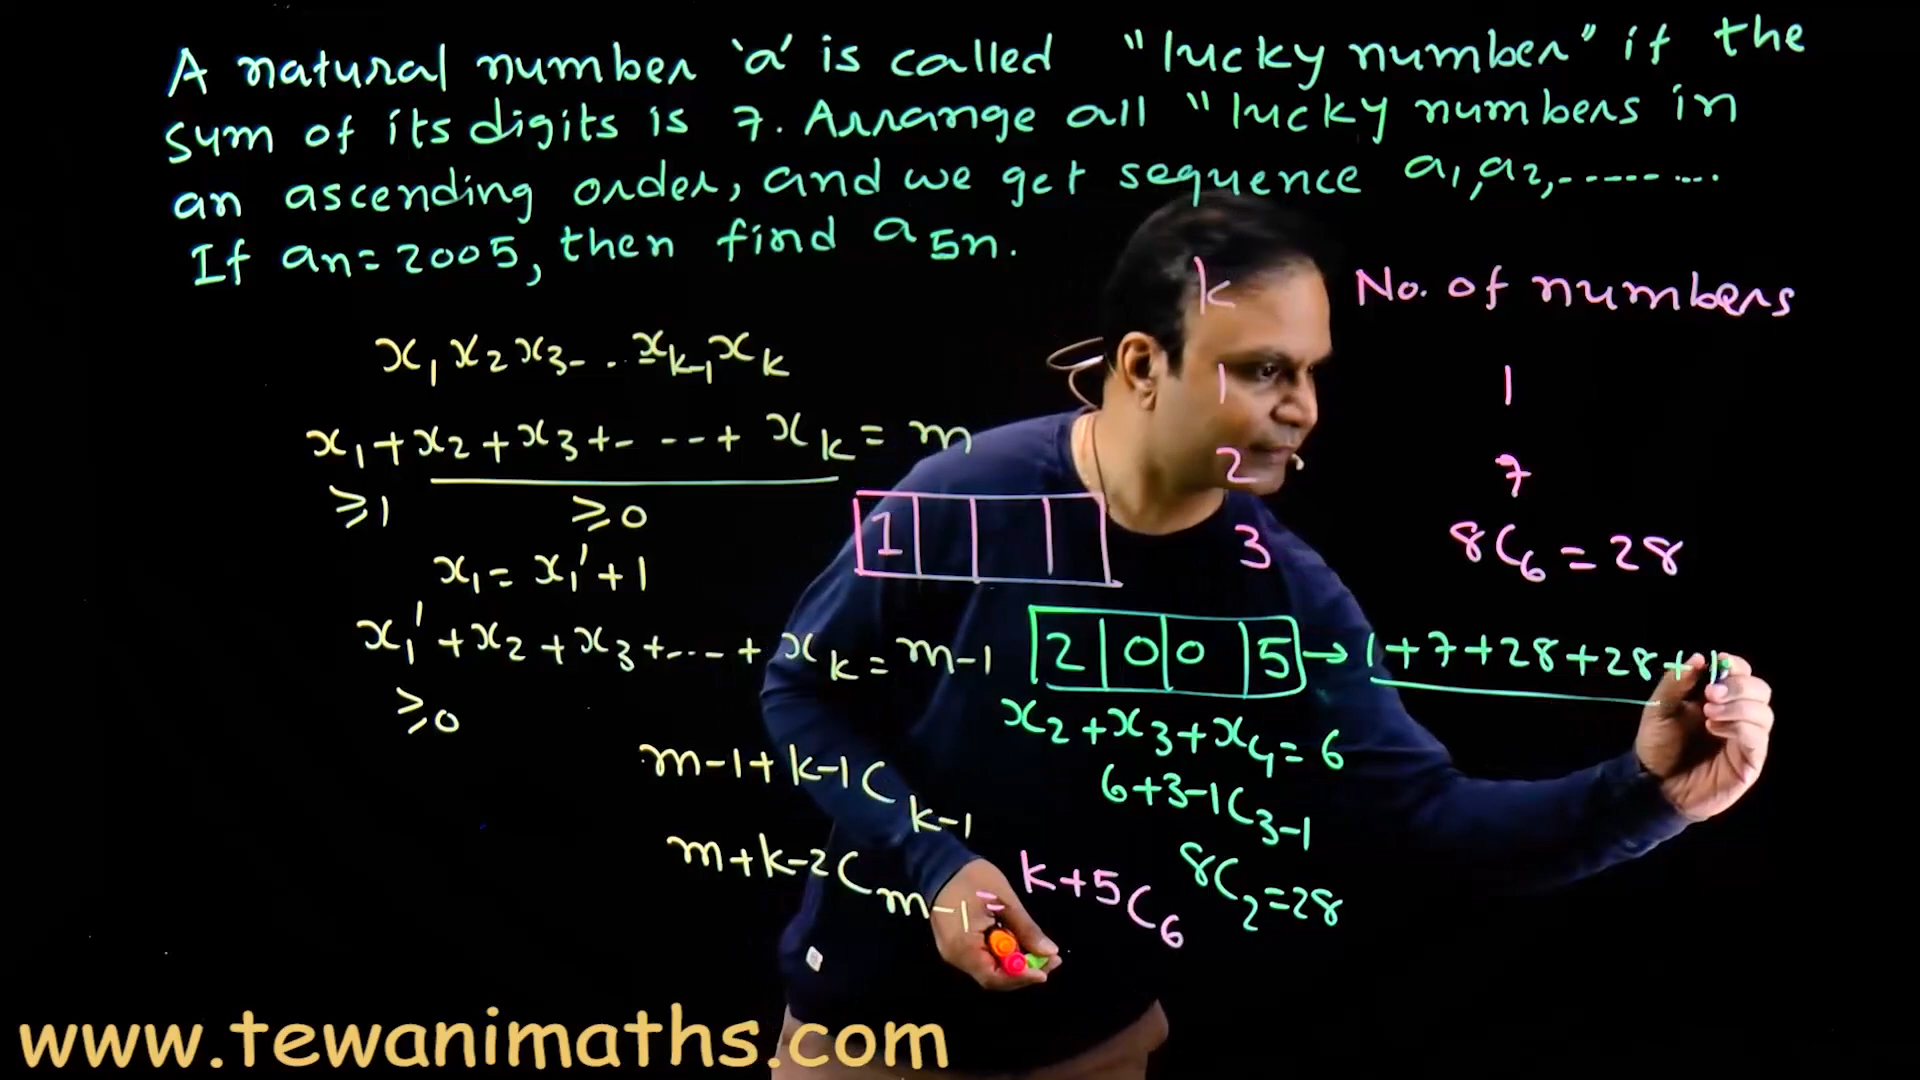 A natural number 'a' is called "lucky number" if the
sum of its digits is 7. Arrange all "lucky numbers in
an ascending order, and we get sequence a1,a2,--------...
If an=2005, then find a5n.
k No. of numbers
x1 x2 x3-.. xk-1 xk
1 1
x1+x2+x3+- --+ xk = m
2 7
≥1 ≥0
1
3 8C6 = 28
x1 = x1'+1
x1'+x2+x3+...-+ xk = m-1
2 0 0 5 → 1+7+28+28+1
≥0
x2+x3+x4=6
m-1+k-1Ck-1
6+3-1C3-1
m+k-2Cm-1 = k+5C6
8C2=28
www.tewanimaths.com